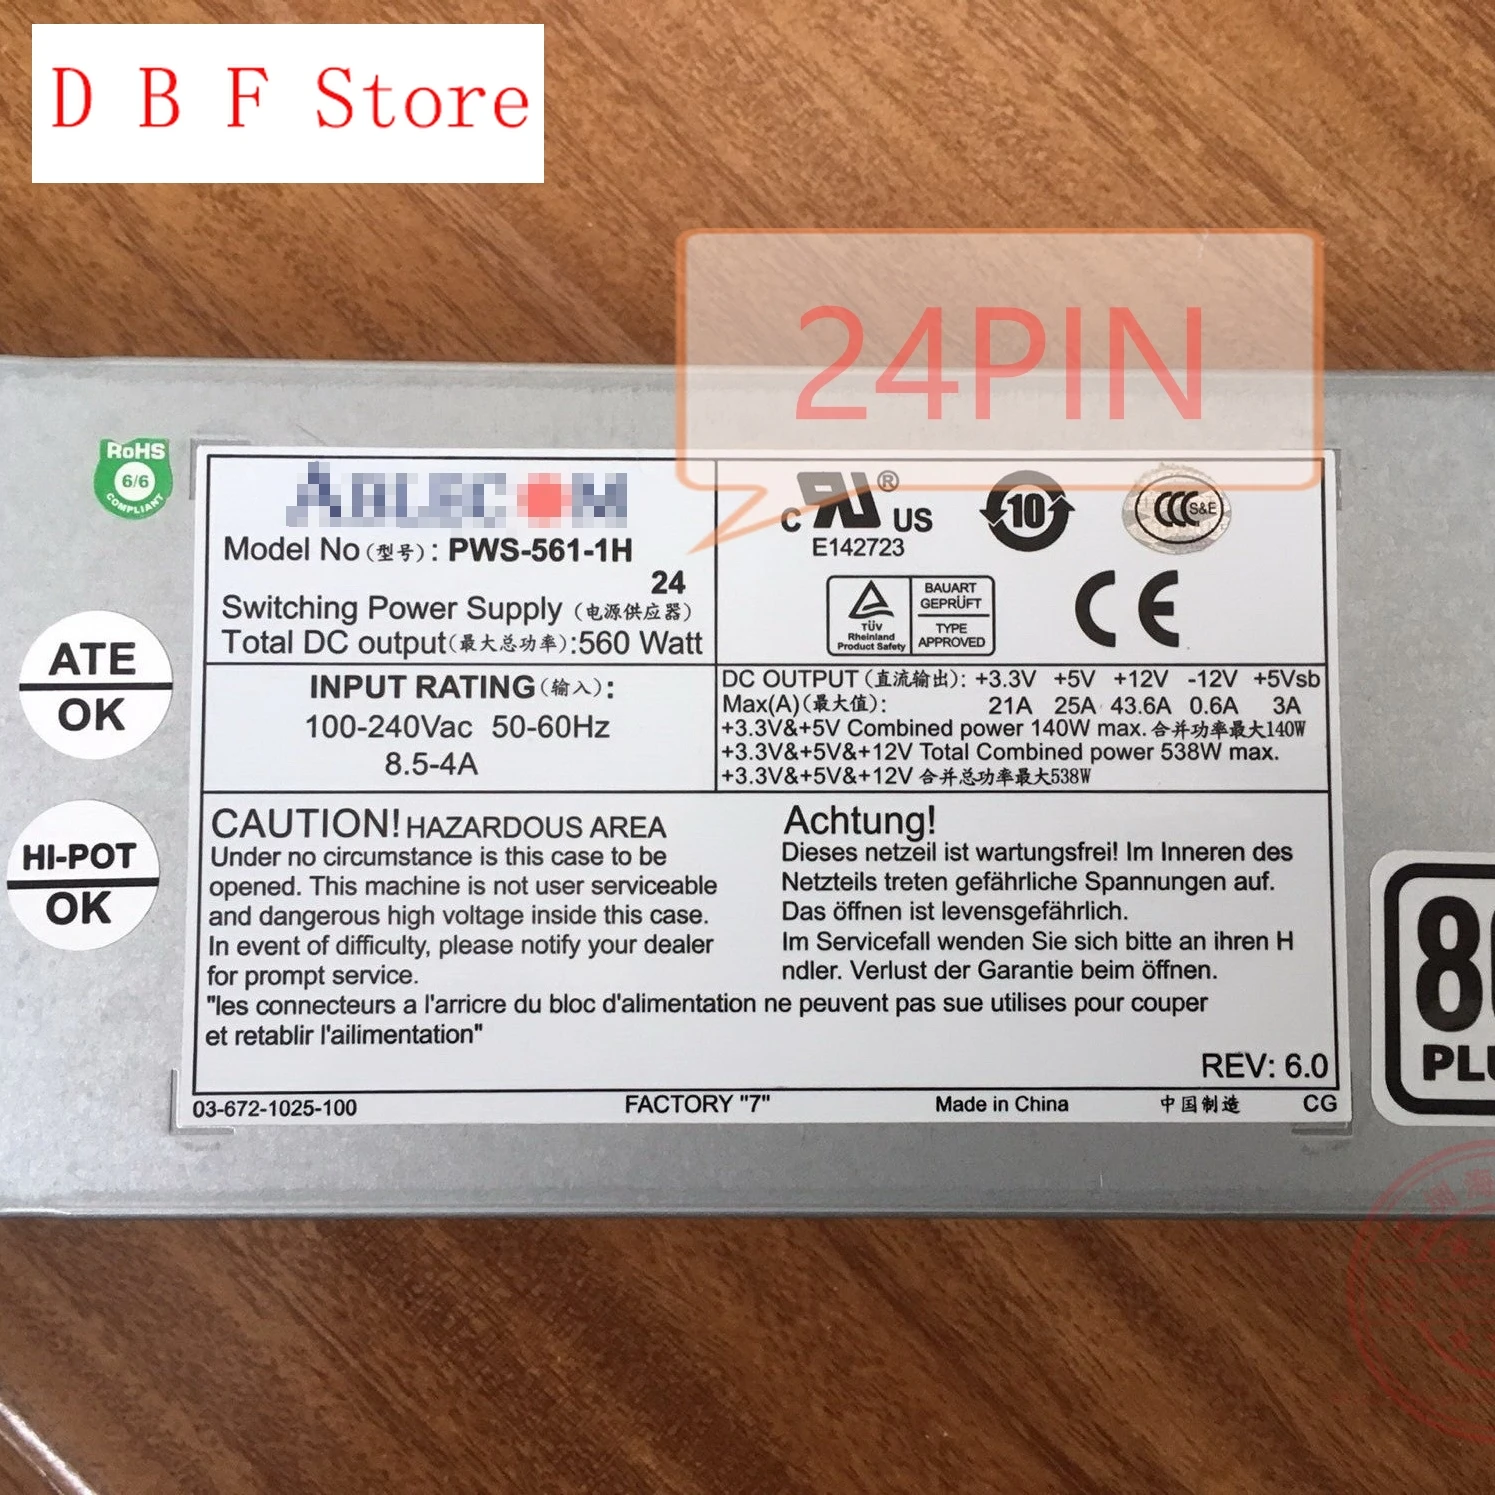 D B F Store
24PIN
RoHS
6/6
COMPLIANT
ABLECOM
Model No(型号): PWS-561-1H
24
Switching Power Supply (电源供应器)
Total DC output(最大总功率):560 Watt
C US
®
E142723
10
CCC S&E
TÜV
Rheinland
Product Safety
BAUART
GEPRÜFT
TYPE
APPROVED
CE
ATE
OK
INPUT RATING(输入):
100-240Vac 50-60Hz
8.5-4A
DC OUTPUT(直流输出): +3.3V +5V +12V -12V +5Vsb
Max(A)(最大值): 21A 25A 43.6A 0.6A 3A
+3.3V&+5V Combined power 140W max. 合并功率最大140W
+3.3V&+5V&+12V Total Combined power 538W max.
+3.3V&+5V&+12V 合并总功率最大538W
HI-POT
OK
CAUTION! HAZARDOUS AREA
Under no circumstance is this case to be
opened. This machine is not user serviceable
and dangerous high voltage inside this case.
In event of difficulty, please notify your dealer
for prompt service.
Achtung!
Dieses netzeil ist wartungsfrei! Im Inneren des
Netzteils treten gefährliche Spannungen auf.
Das öffnen ist levensgefährlich.
Im Servicefall wenden Sie sich bitte an ihren H
ndler. Verlust der Garantie beim öffnen.
"les connecteurs a l'arricre du bloc d'alimentation ne peuvent pas sue utilises pour couper
et retablir l'ailimentation"
REV: 6.0
03-672-1025-100 FACTORY "7" Made in China 中国制造 CG